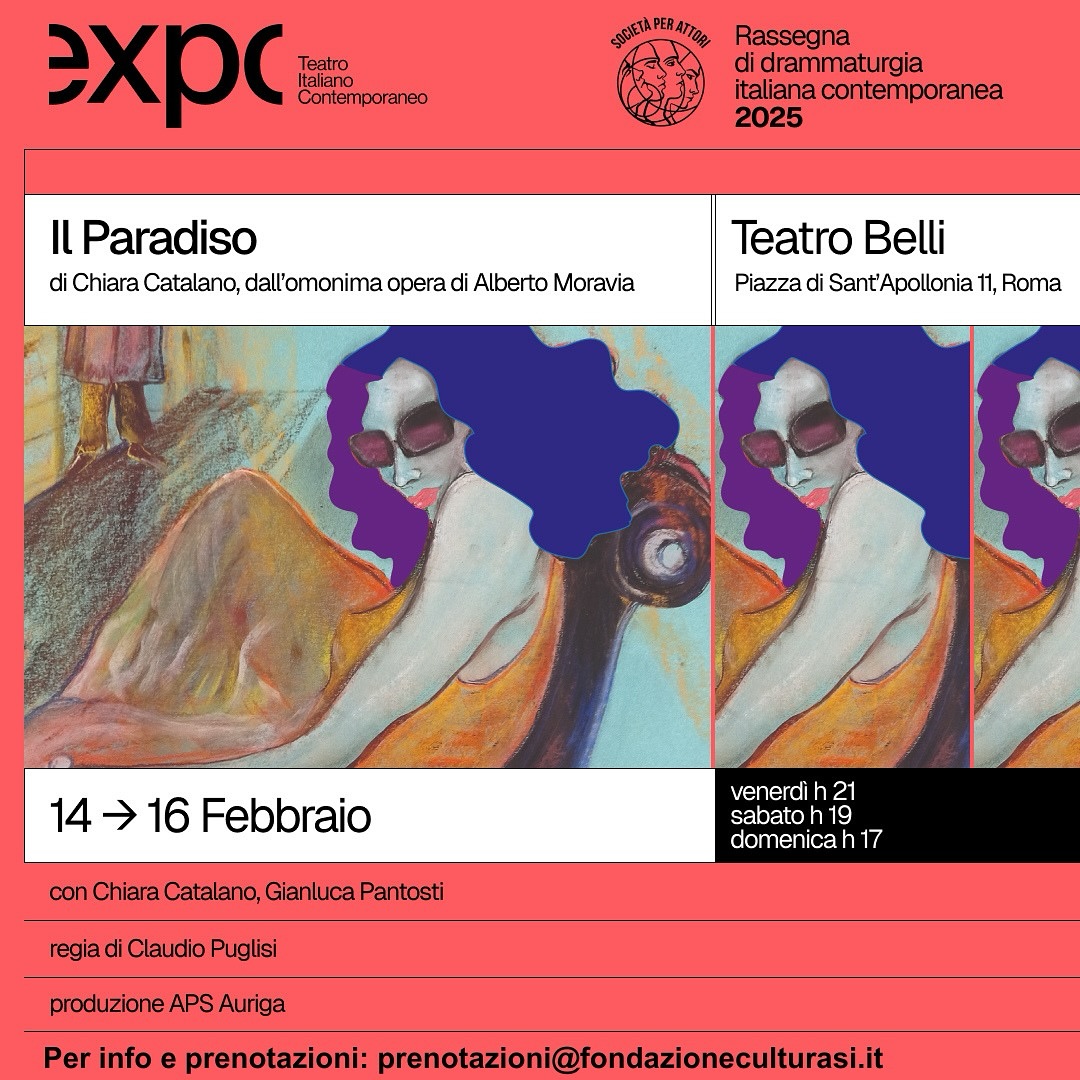 expo
Teatro
Italiano
Contemporaneo
SOCIETÀ PER ATTORI
Rassegna
di drammaturgia
italiana contemporanea
2025
Il Paradiso
di Chiara Catalano, dall'omonima opera di Alberto Moravia
Teatro Belli
Piazza di Sant'Apollonia 11, Roma
14 → 16 Febbraio
venerdì h 21
sabato h 19
domenica h 17
con Chiara Catalano, Gianluca Pantosti
regia di Claudio Puglisi
produzione APS Auriga
Per info e prenotazioni: prenotazioni@fondazioneculturasi.it